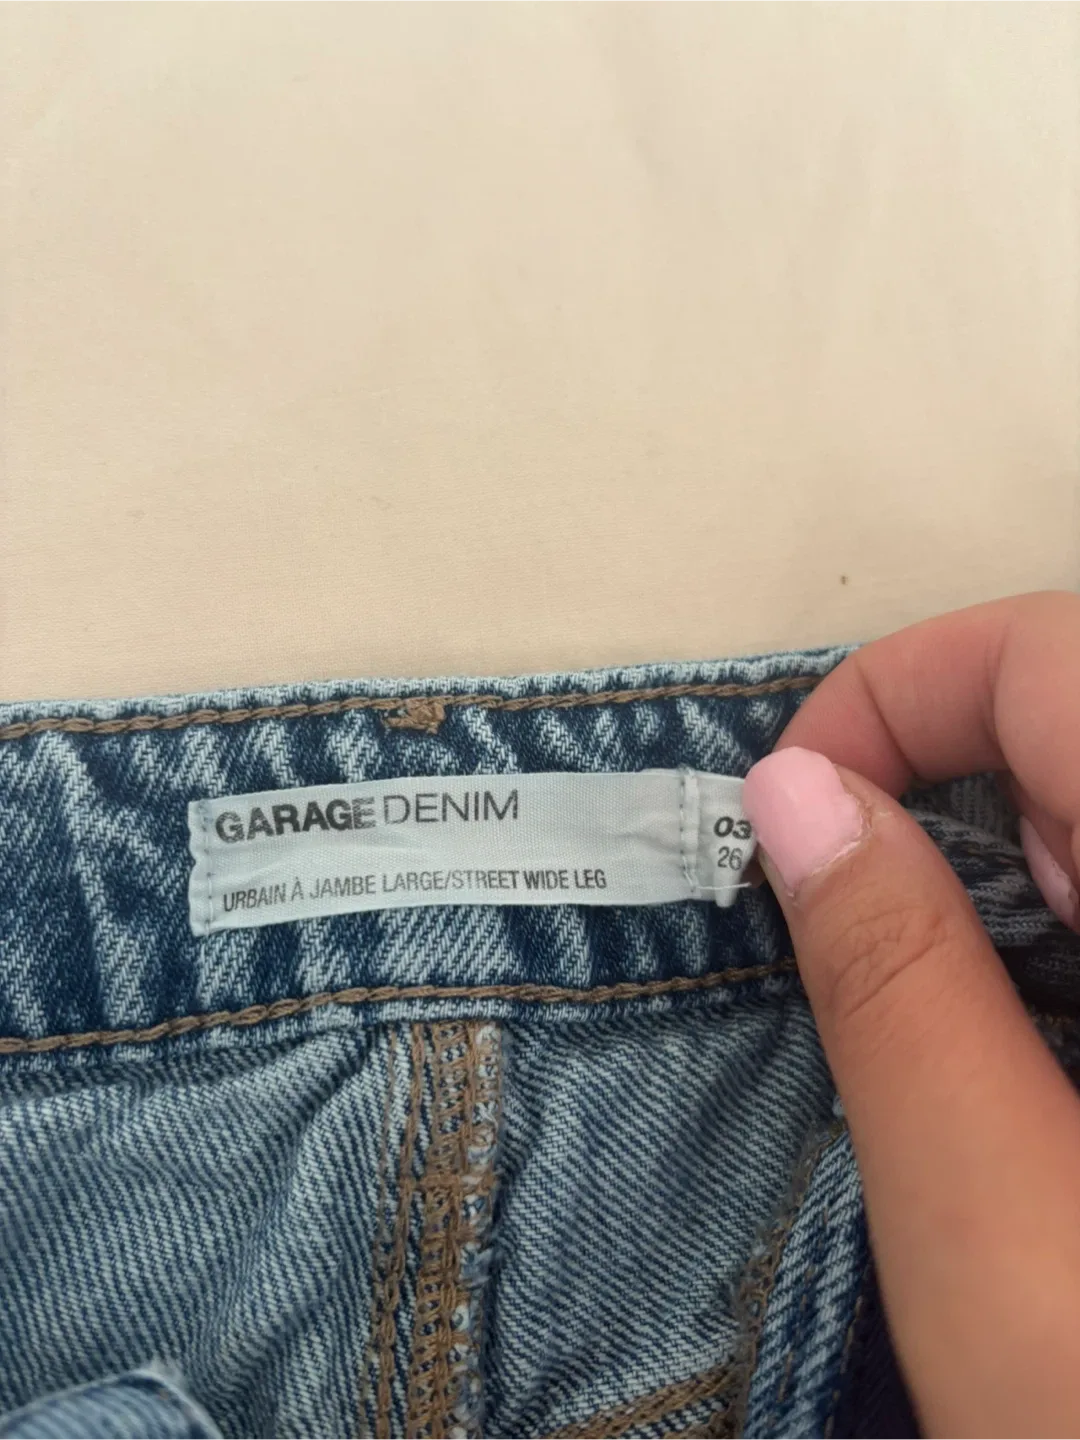 GARAGE DENIM
URBAIN À JAMBE LARGE/STREET WIDE LEG
03
26